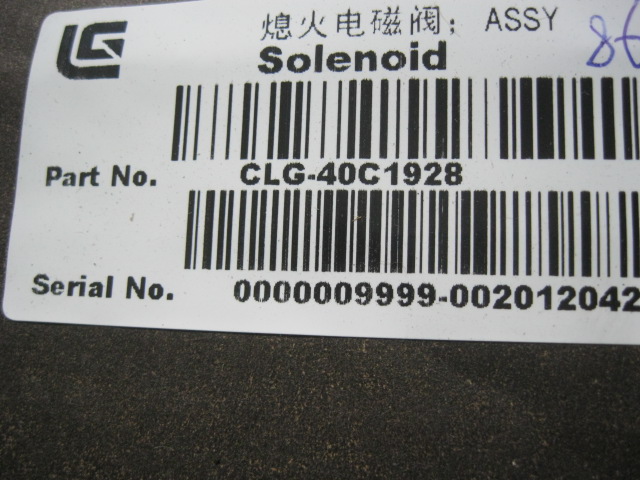 熄火电磁阀; ASSY
Solenoid
Part No. CLG-40C1928
Serial No. 0000009999-002012042